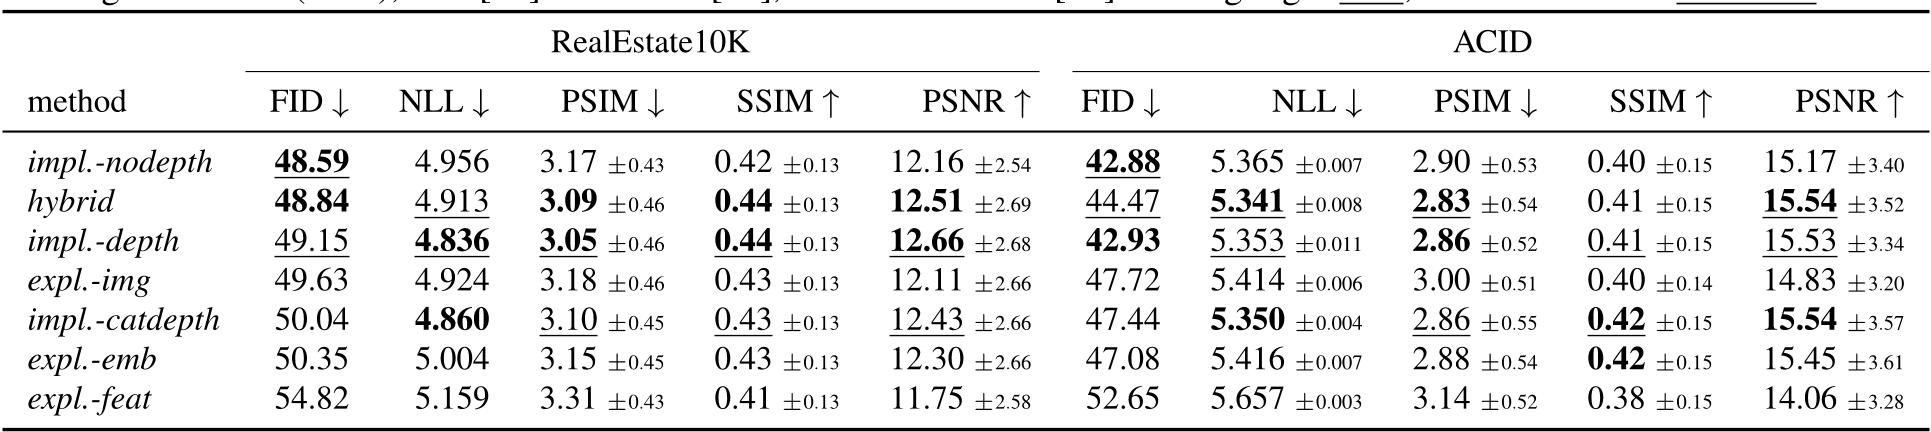 RealEstate10K ACID
method FID ↓ NLL ↓ PSIM ↓ SSIM ↑ PSNR ↑ FID ↓ NLL ↓ PSIM ↓ SSIM ↑ PSNR ↑
impl.-nodepth 48.59 4.956 3.17 ±0.43 0.42 ±0.13 12.16 ±2.54 42.88 5.365 ±0.007 2.90 ±0.53 0.40 ±0.15 15.17 ±3.40
hybrid 48.84 4.913 3.09 ±0.46 0.44 ±0.13 12.51 ±2.69 44.47 5.341 ±0.008 2.83 ±0.54 0.41 ±0.15 15.54 ±3.52
impl.-depth 49.15 4.836 3.05 ±0.46 0.44 ±0.13 12.66 ±2.68 42.93 5.353 ±0.011 2.86 ±0.52 0.41 ±0.15 15.53 ±3.34
expl.-img 49.63 4.924 3.18 ±0.46 0.43 ±0.13 12.11 ±2.66 47.72 5.414 ±0.006 3.00 ±0.51 0.40 ±0.14 14.83 ±3.20
impl.-catdepth 50.04 4.860 3.10 ±0.45 0.43 ±0.13 12.43 ±2.66 47.44 5.350 ±0.004 2.86 ±0.55 0.42 ±0.15 15.54 ±3.57
expl.-emb 50.35 5.004 3.15 ±0.45 0.43 ±0.13 12.30 ±2.66 47.08 5.416 ±0.007 2.88 ±0.54 0.42 ±0.15 15.45 ±3.61
expl.-feat 54.82 5.159 3.31 ±0.43 0.41 ±0.13 11.75 ±2.58 52.65 5.657 ±0.003 3.14 ±0.52 0.38 ±0.15 14.06 ±3.28